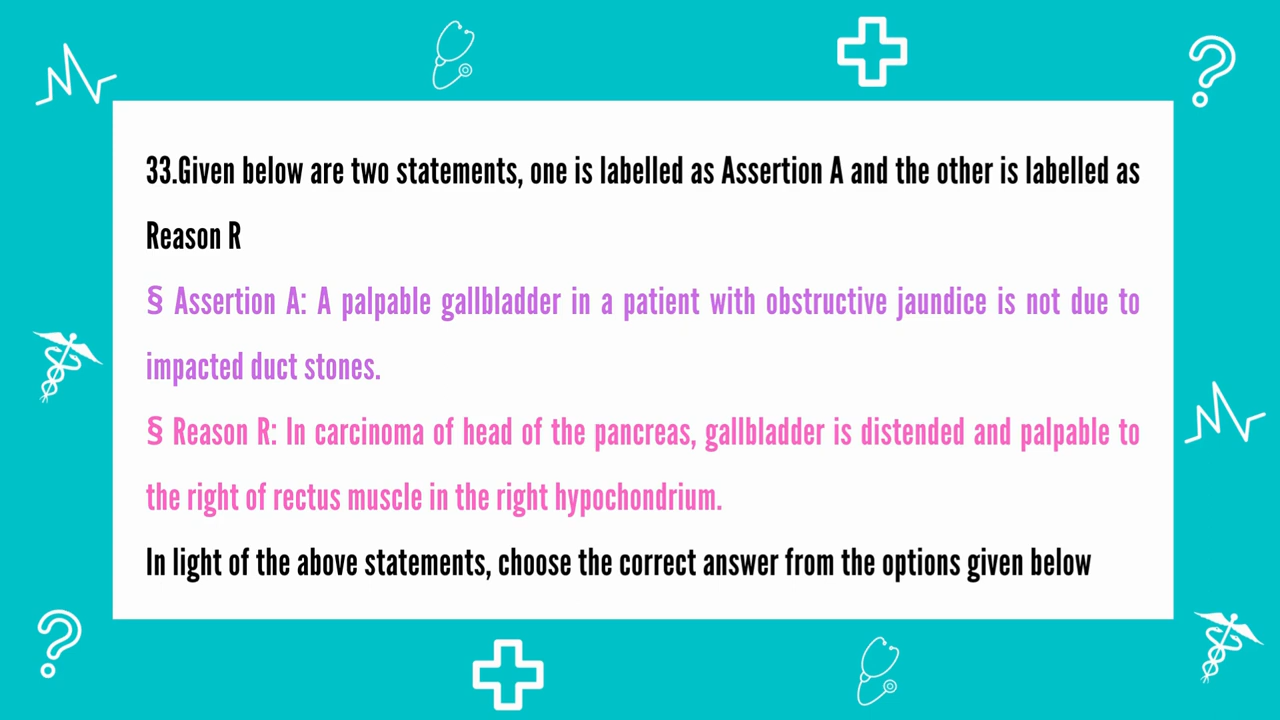 33.Given below are two statements, one is labelled as Assertion A and the other is labelled as
Reason R
§ Assertion A: A palpable gallbladder in a patient with obstructive jaundice is not due to
impacted duct stones.
§ Reason R: In carcinoma of head of the pancreas, gallbladder is distended and palpable to
the right of rectus muscle in the right hypochondrium.
In light of the above statements, choose the correct answer from the options given below